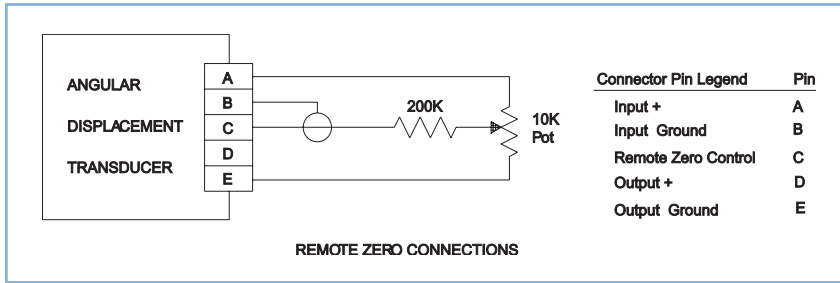 ANGULAR
DISPLACEMENT
TRANSDUCER
A
B
C
D
E
200K
10K
Pot
Connector Pin Legend Pin
Input + A
Input Ground B
Remote Zero Control C
Output + D
Output Ground E
REMOTE ZERO CONNECTIONS